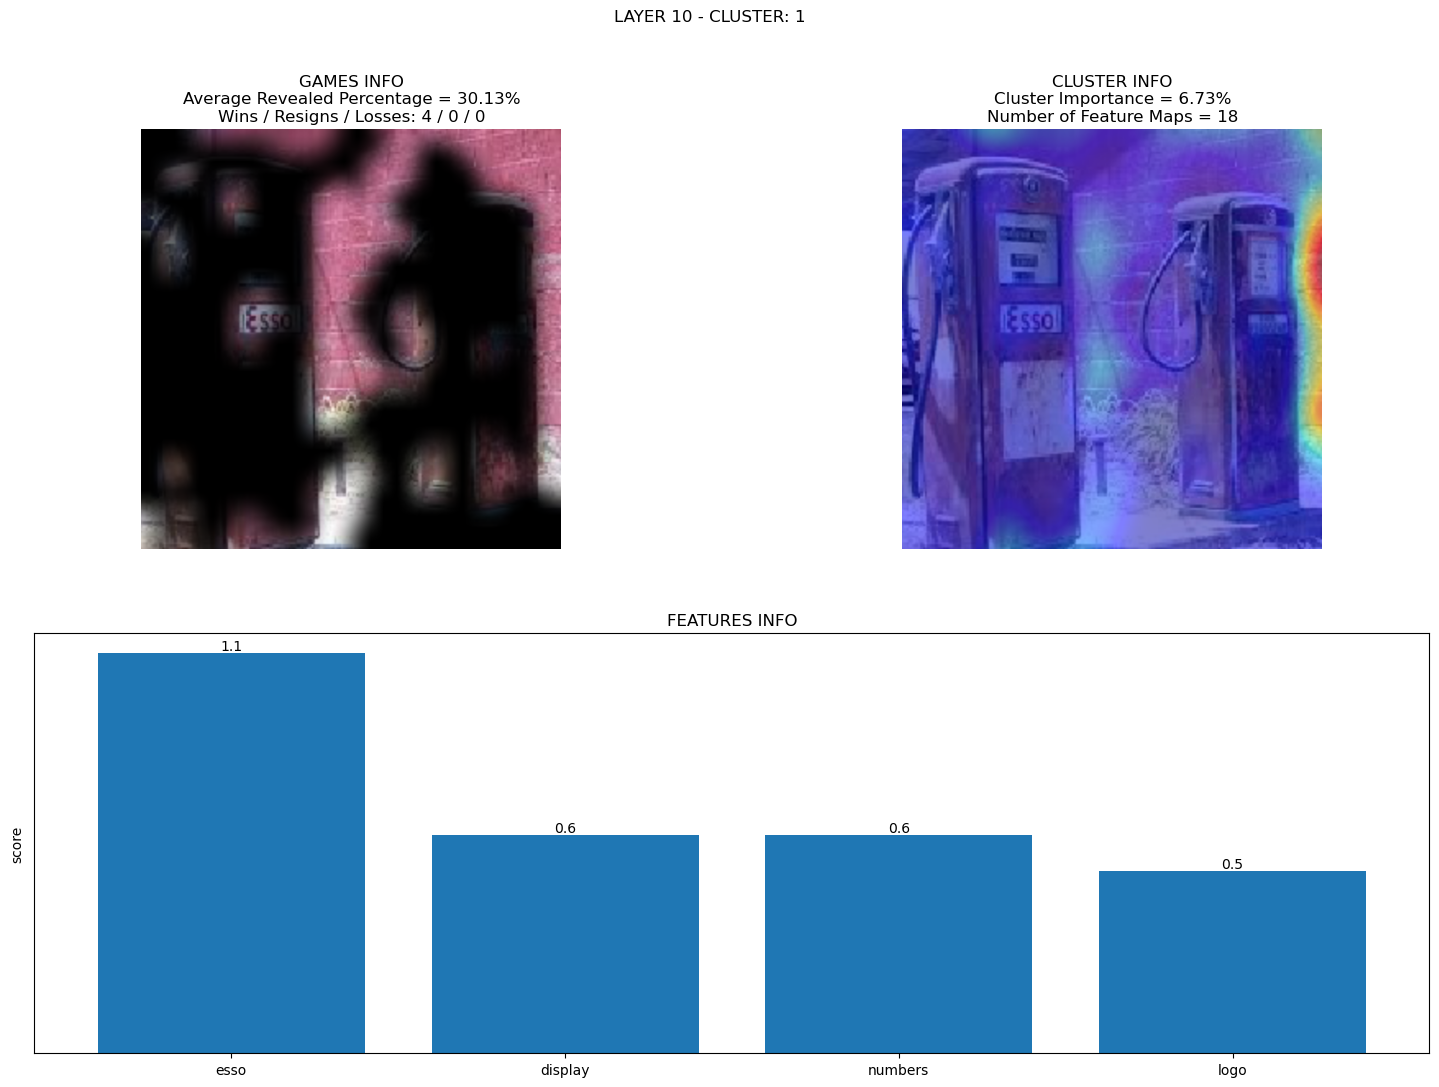 LAYER 10 - CLUSTER: 1
GAMES INFO
Average Revealed Percentage = 30.13%
Wins / Resigns / Losses: 4 / 0 / 0
CLUSTER INFO
Cluster Importance = 6.73%
Number of Feature Maps = 18
ESSO
ESSO
FEATURES INFO
score
1.1
0.6
0.6
0.5
esso
display
numbers
logo